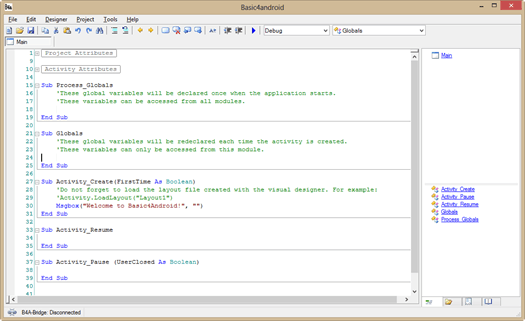 Basic4android
File Edit Designer Project Tools Help
Debug Globals
Main
1 Project Attributes
9
10 Activity Attributes
14
15 Sub Process_Globals
16 'These global variables will be declared once when the application starts.
17 'These variables can be accessed from all modules.
18
19 End Sub
20
21 Sub Globals
22 'These global variables will be redeclared each time the activity is created.
23 'These variables can only be accessed from this module.
24
25 End Sub
26
27 Sub Activity_Create(FirstTime As Boolean)
28 'Do not forget to load the layout file created with the visual designer. For example:
29 'Activity.LoadLayout("Layout1")
30 Msgbox("Welcome to Basic4Android!", "")
31 End Sub
32
33 Sub Activity_Resume
34
35 End Sub
36
37 Sub Activity_Pause (UserClosed As Boolean)
38
39 End Sub
40
41
Main
Activity_Create
Activity_Pause
Activity_Resume
Globals
Process_Globals
B4A-Bridge: Disconnected